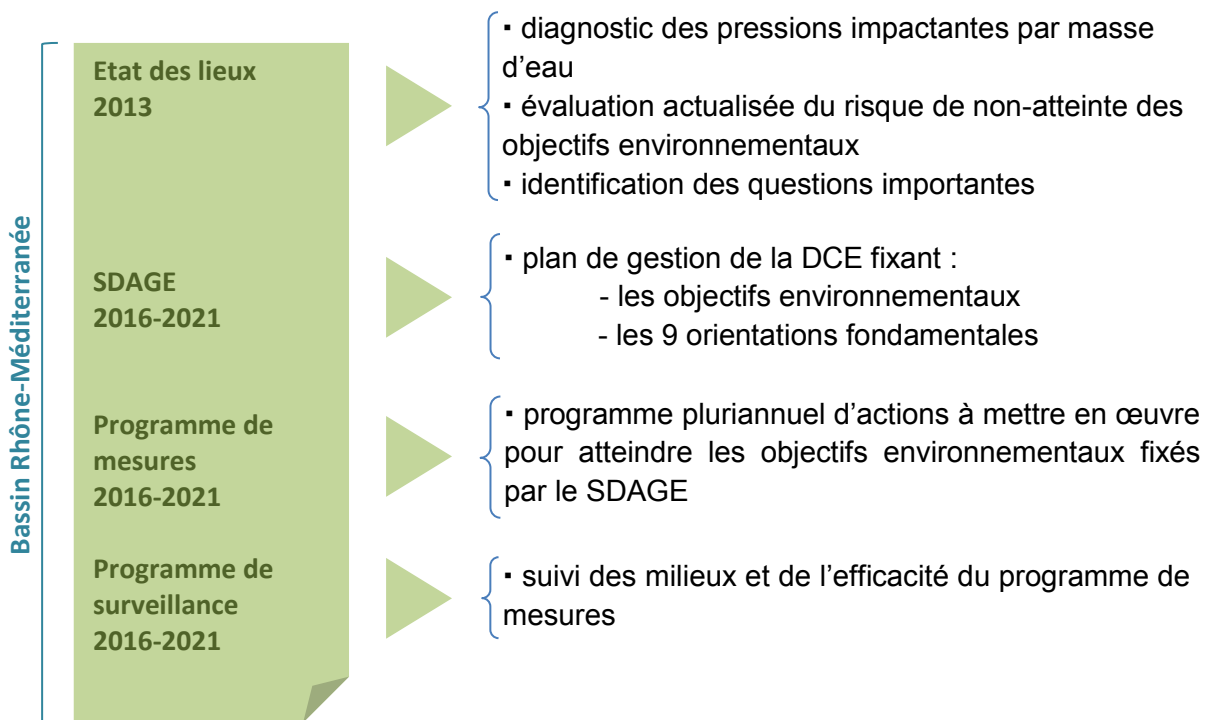 Bassin Rhône-Méditerranée
Etat des lieux
2013
▪ diagnostic des pressions impactantes par masse
d’eau
▪ évaluation actualisée du risque de non-atteinte des
objectifs environnementaux
▪ identification des questions importantes
SDAGE
2016-2021
▪ plan de gestion de la DCE fixant :
- les objectifs environnementaux
- les 9 orientations fondamentales
Programme de
mesures
2016-2021
▪ programme pluriannuel d’actions à mettre en œuvre
pour atteindre les objectifs environnementaux fixés
par le SDAGE
Programme de
surveillance
2016-2021
▪ suivi des milieux et de l’efficacité du programme de
mesures